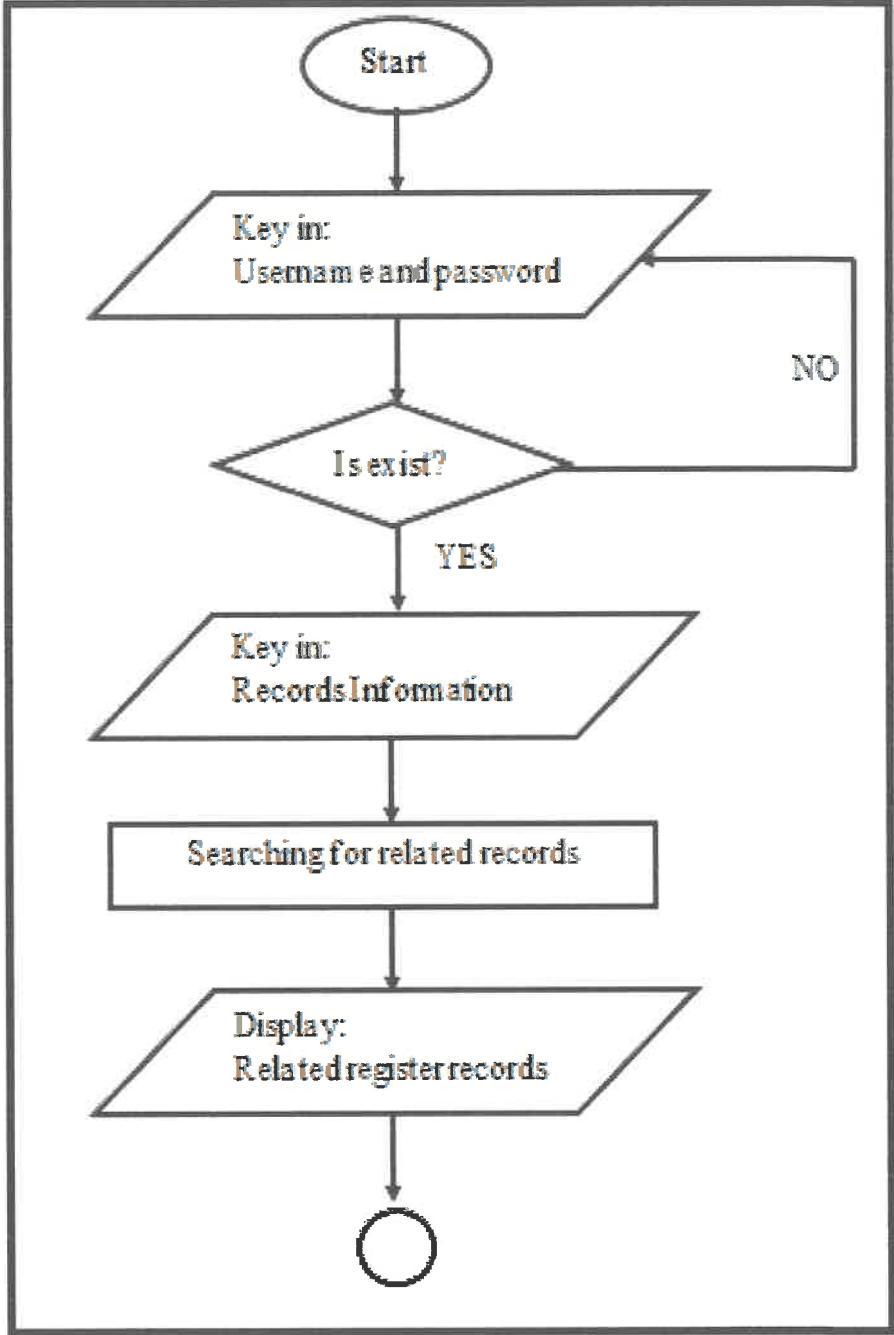 Start
Key in:
Username and password
NO
Is exist?
YES
Key in:
Records Information
Searching for related records
Display:
Related register records